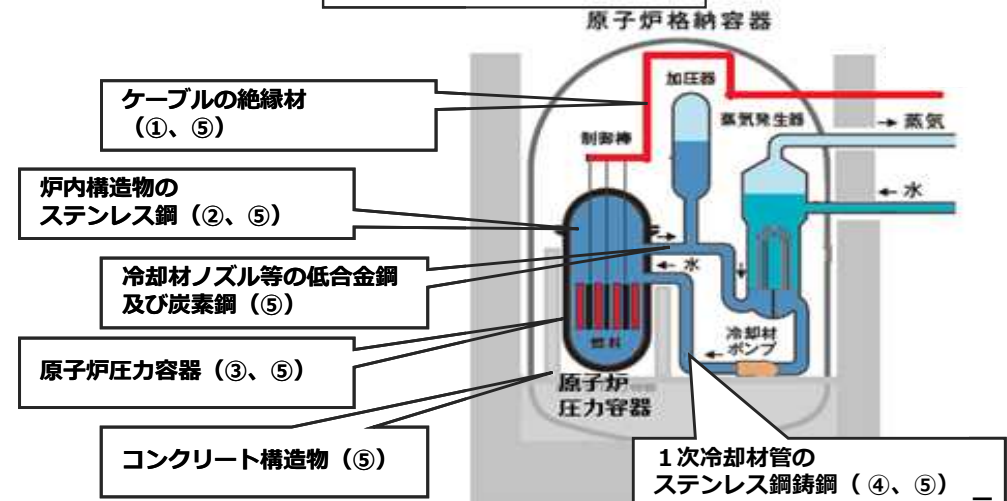 原子炉格納容器
ケーブルの絶縁材
(①、⑤)
加圧器
蒸気発生器
→ 蒸気
制御棒
炉内構造物の
ステンレス鋼(②、⑤)
← 水
冷却材ノズル等の低合金鋼
及び炭素鋼(⑤)
← 水
冷却材
ポンプ
燃料
原子炉圧力容器(③、⑤)
原子炉
圧力容器
コンクリート構造物(⑤)
1次冷却材管の
ステンレス鋼鋳鋼( ④、⑤)